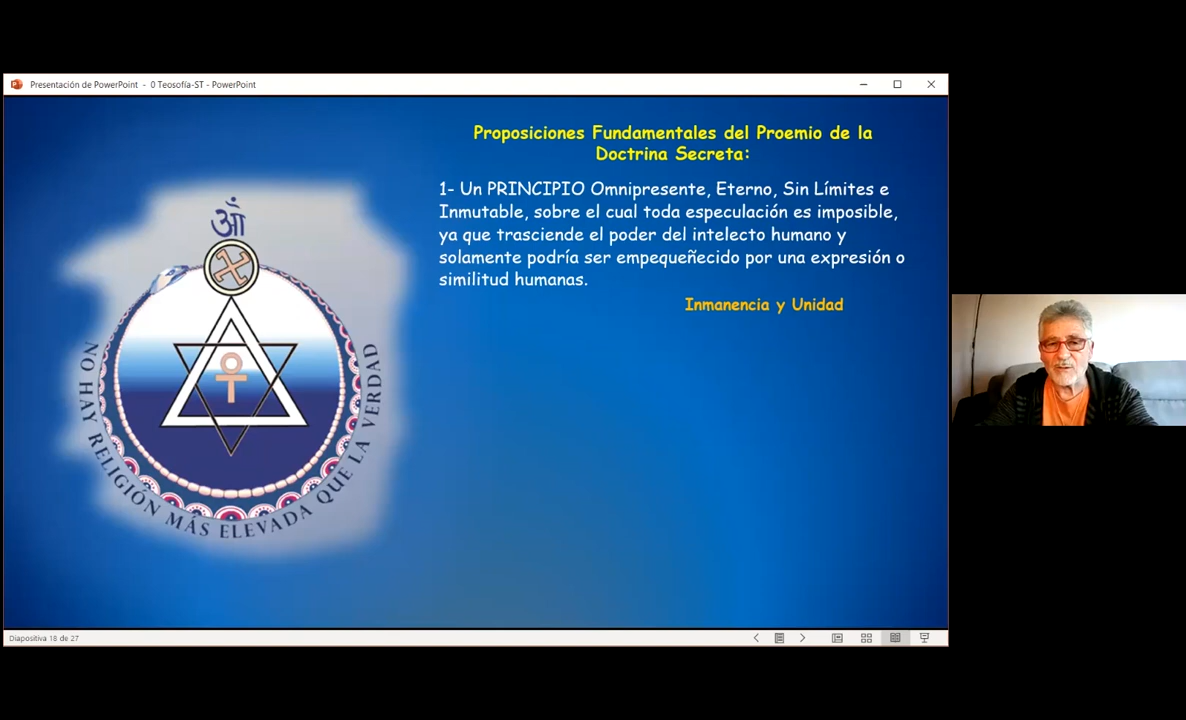 Presentación de PowerPoint - 0 Teosofía-ST - PowerPoint
Proposiciones Fundamentales del Proemio de la
Doctrina Secreta:
1- Un PRINCIPIO Omnipresente, Eterno, Sin Límites e
Inmutable, sobre el cual toda especulación es imposible,
ya que trasciende el poder del intelecto humano y
solamente podría ser empequeñecido por una expresión o
similitud humanas.
Inmanencia y Unidad
NO HAY RELIGIÓN MÁS ELEVADA QUE LA VERDAD
Diapositiva 18 de 27